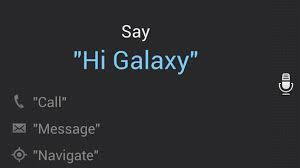 Say
"Hi Galaxy"
"Call"
"Message"
"Navigate"